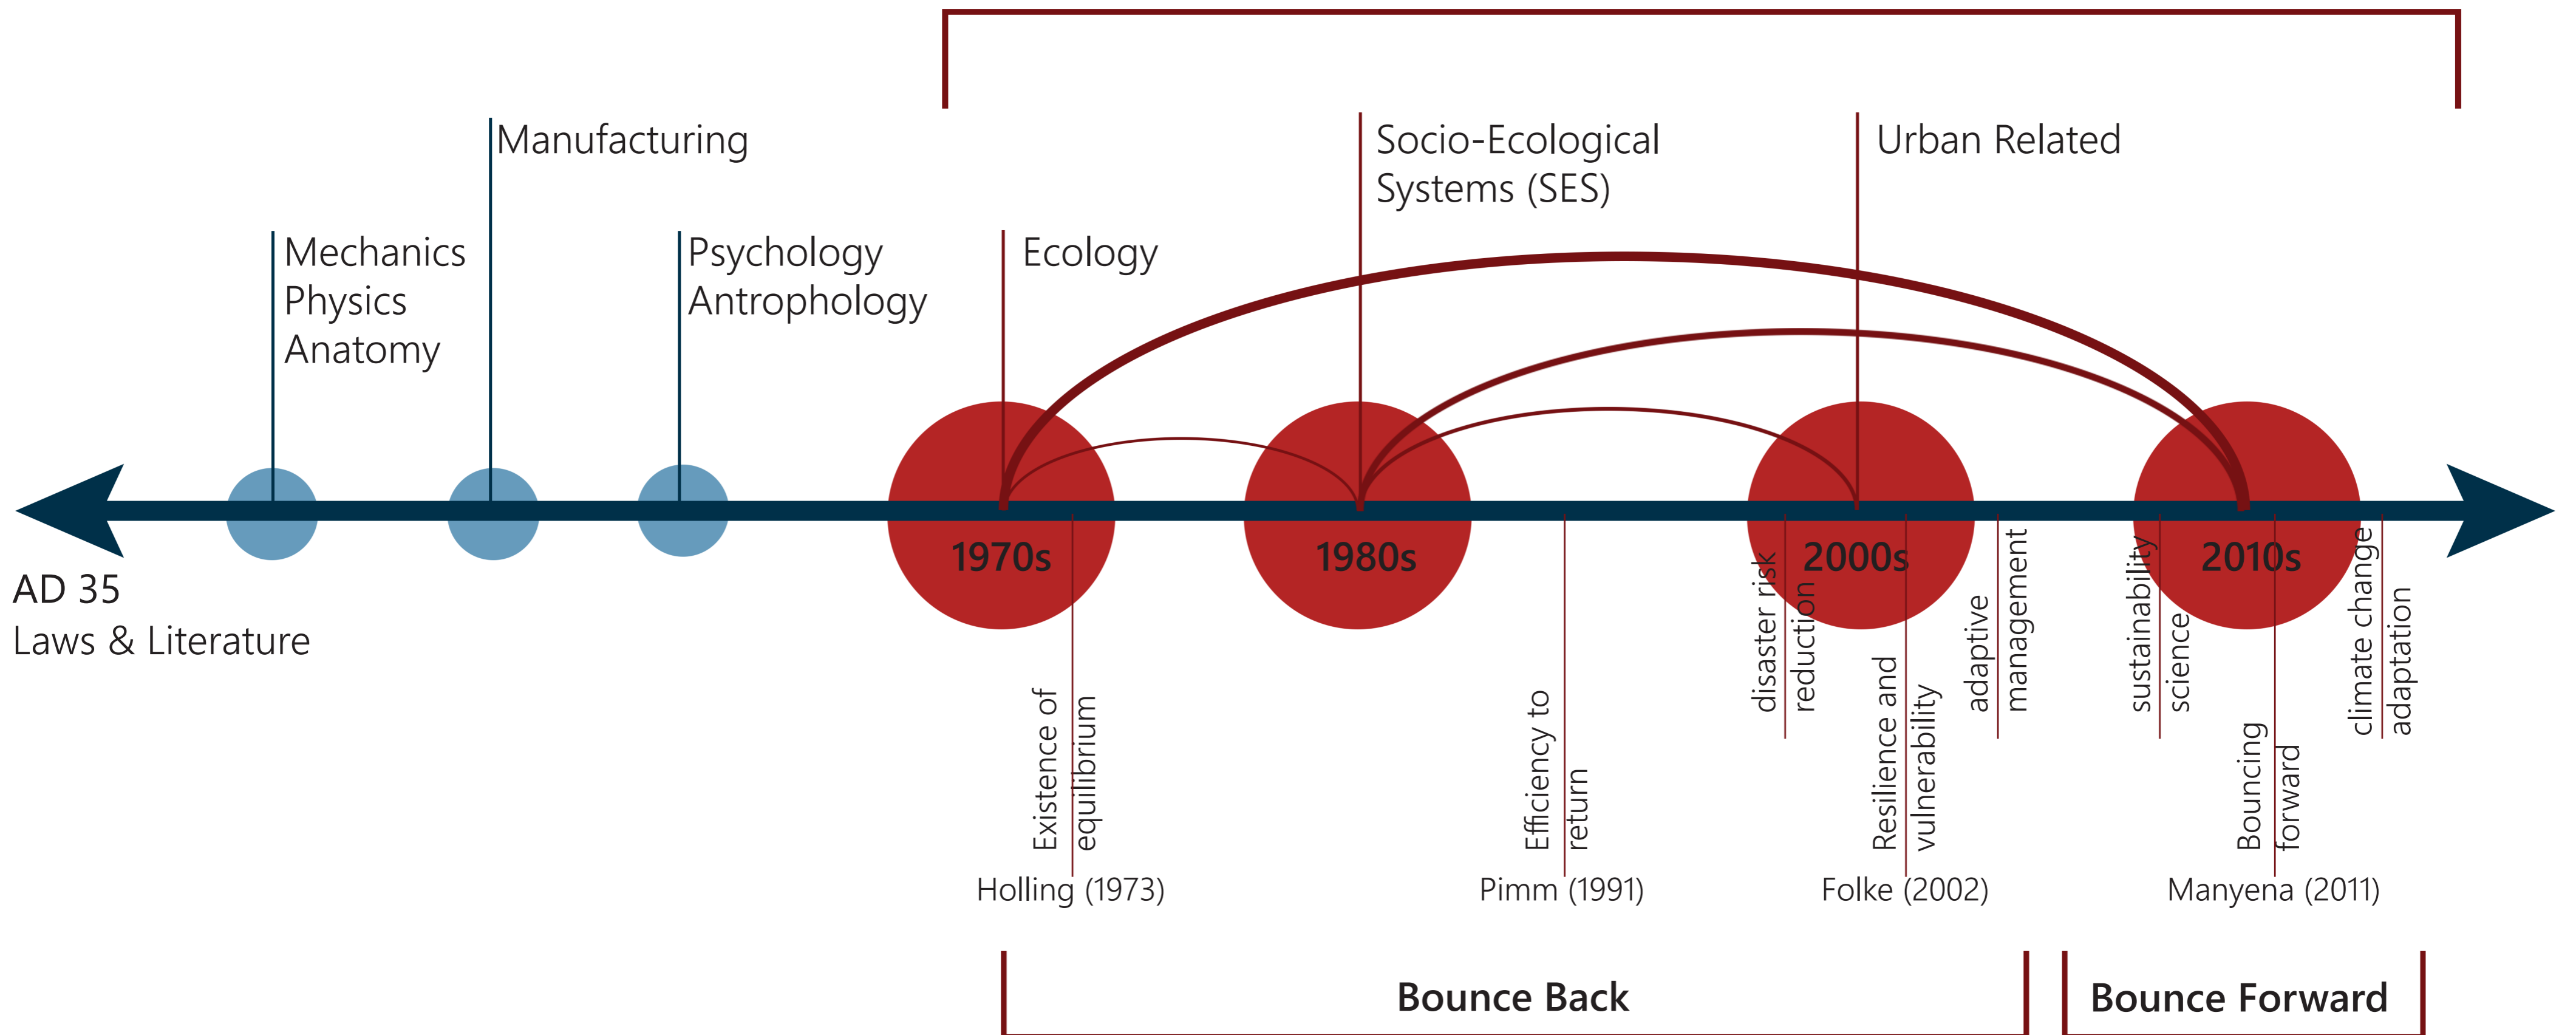 Manufacturing
Socio-Ecological
Systems (SES)
Urban Related
Mechanics
Physics
Anatomy
Psychology
Antrophology
Ecology
1970s
1980s
2000s
2010s
AD 35
Laws & Literature
Existence of
equilibrium
Efficiency to
return
disaster risk
reduction
Resilience and
vulnerability
adaptive
management
sustainability
science
Bouncing
forward
climate change
adaptation
Holling (1973)
Pimm (1991)
Folke (2002)
Manyena (2011)
Bounce Back
Bounce Forward